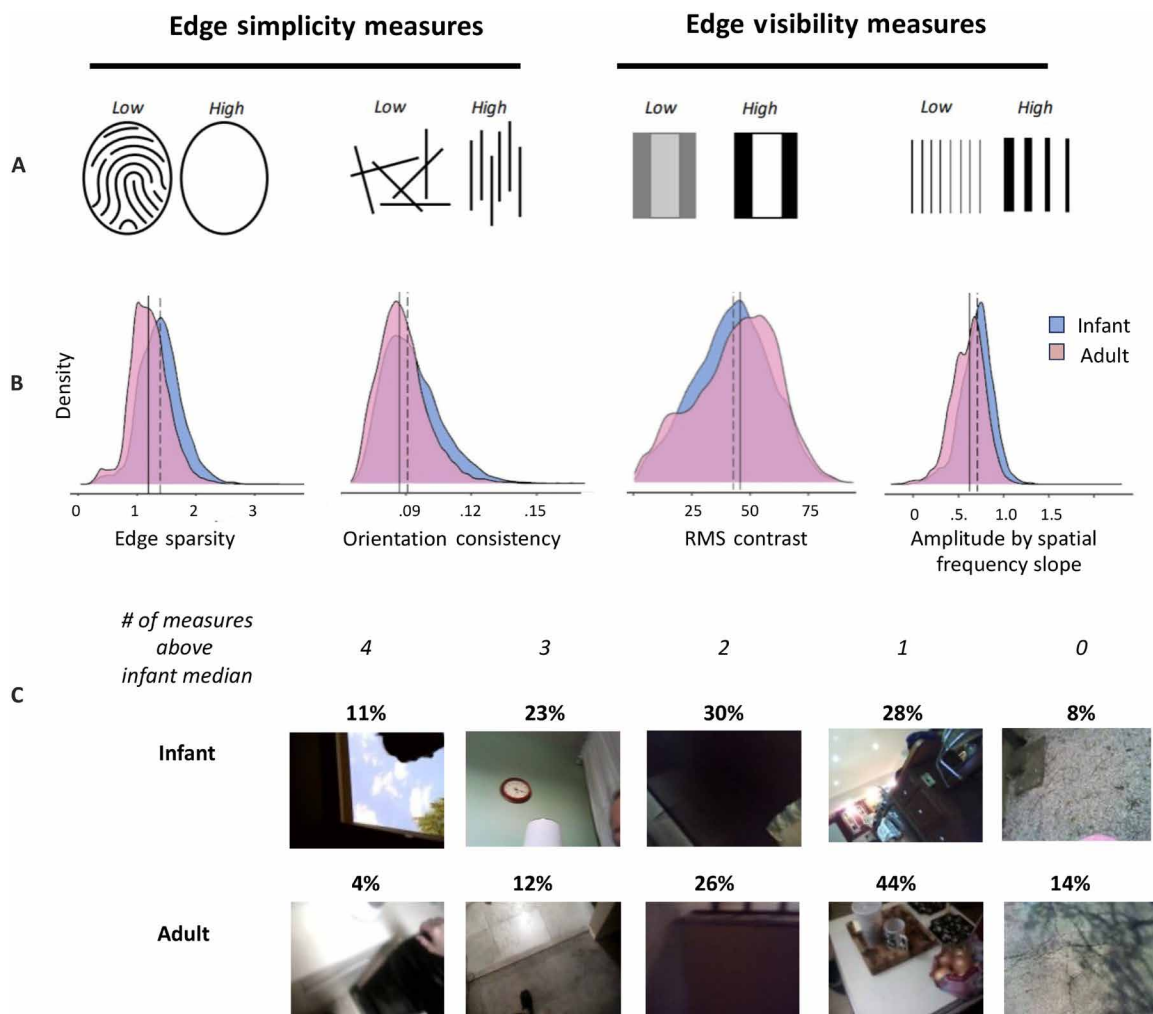 Edge simplicity measures
Edge visibility measures
Low
High
Low
High
Low
High
Low
High
A
B
Density
Infant
Adult
0 1 2 3
.09 .12 .15
25 50 75
0 .5. 1.0 1.5
Edge sparsity
Orientation consistency
RMS contrast
Amplitude by spatial
frequency slope
# of measures
above
infant median
4 3 2 1 0
C
11% 23% 30% 28% 8%
Infant
4% 12% 26% 44% 14%
Adult